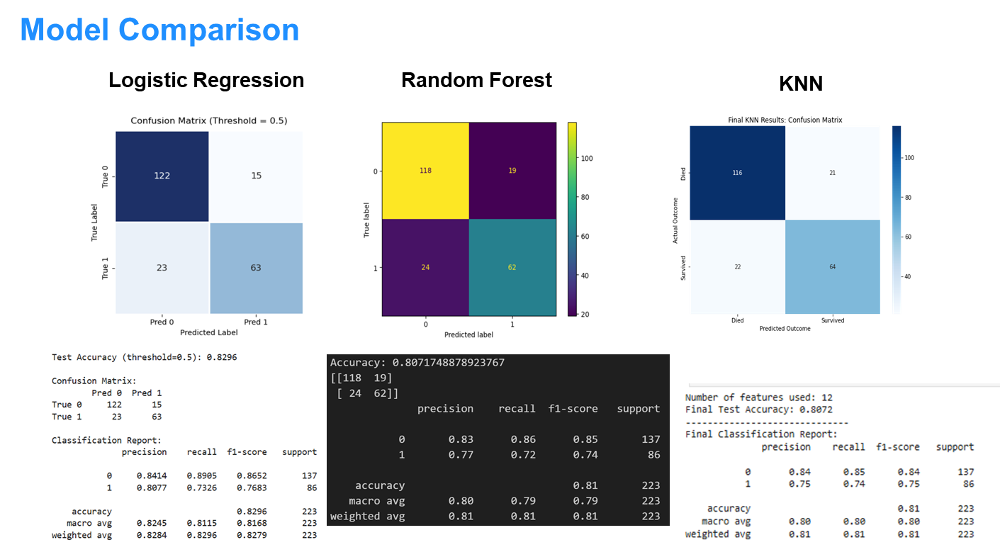 Model Comparison
Logistic Regression
Confusion Matrix (Threshold = 0.5)
True Label
True 0
True 1
122 15
23 63
Pred 0 Pred 1
Predicted Label
Test Accuracy (threshold=0.5): 0.8296
Confusion Matrix:
Pred 0 Pred 1
True 0 122 15
True 1 23 63
Classification Report:
precision recall f1-score support
0 0.8414 0.8905 0.8652 137
1 0.8077 0.7326 0.7683 86
accuracy 0.8296 223
macro avg 0.8245 0.8115 0.8168 223
weighted avg 0.8284 0.8296 0.8279 223
Random Forest
True label
0 118 19
1 24 62
0 1
Predicted label
100
80
60
40
20
Accuracy: 0.8071748878923767
[[118 19]
[ 24 62]]
precision recall f1-score support
0 0.83 0.86 0.85 137
1 0.77 0.72 0.74 86
accuracy 0.81 223
macro avg 0.80 0.79 0.79 223
weighted avg 0.81 0.81 0.81 223
KNN
Final KNN Results: Confusion Matrix
Actual Outcome
Died
Survived
116 21
22 64
Died Survived
Predicted Outcome
100
80
60
40
Number of features used: 12
Final Test Accuracy: 0.8072
------------------------------
Final Classification Report:
precision recall f1-score support
0 0.84 0.85 0.84 137
1 0.75 0.74 0.75 86
accuracy 0.81 223
macro avg 0.80 0.80 0.80 223
weighted avg 0.81 0.81 0.81 223